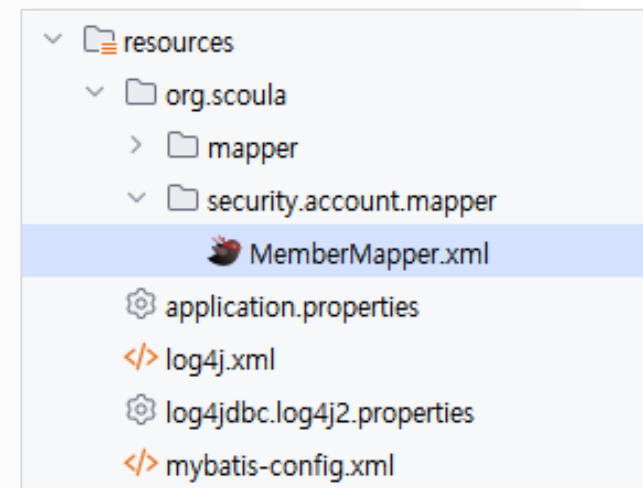 resources
org.scoula
mapper
security.account.mapper
MemberMapper.xml
application.properties
log4j.xml
log4jdbc.log4j2.properties
mybatis-config.xml